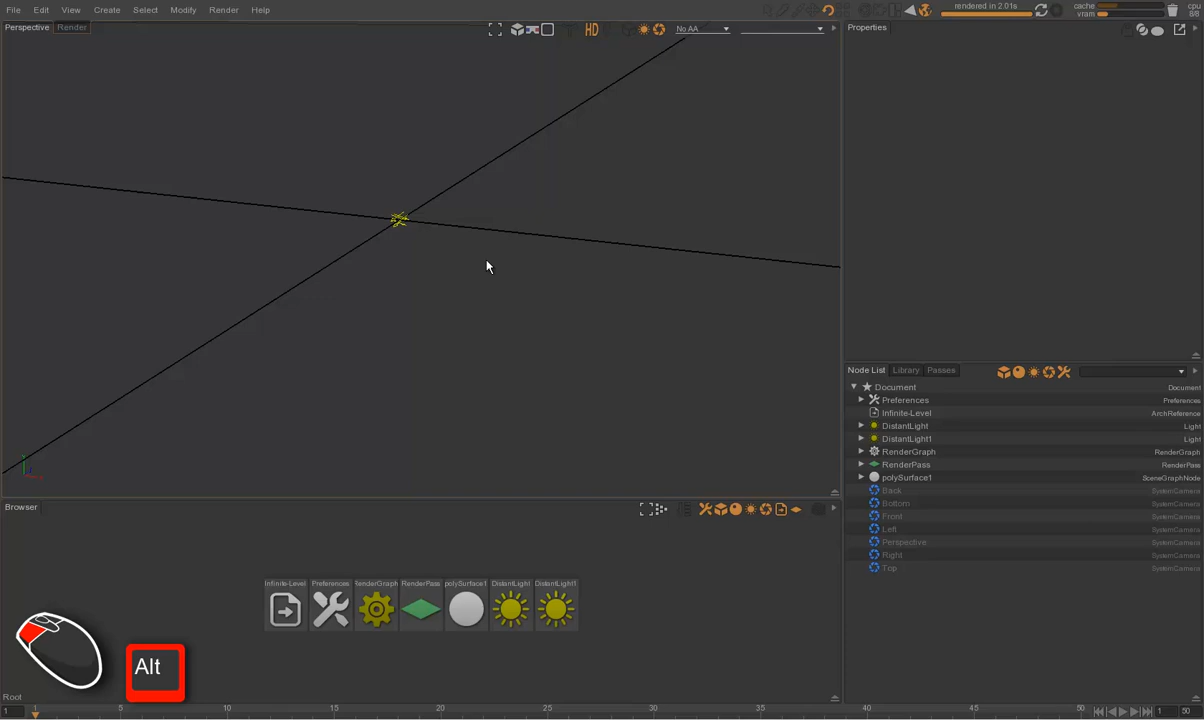 File Edit View Create Select Modify Render Help
rendered in 2.01s
cache
vram
cpu
8/8
Perspective Render
HD
No AA
Properties
Node List Library Passes
Document Document
Preferences Preferences
Infinite-Level ArchReference
DistantLight Light
DistantLight1 Light
RenderGraph RenderGraph
RenderPass RenderPass
polySurface1 SceneGraphNode
Back SystemCamera
Bottom SystemCamera
Front SystemCamera
Left SystemCamera
Perspective SystemCamera
Right SystemCamera
Top SystemCamera
Browser
Infinite-Level Preferences RenderGraph RenderPass polySurface1 DistantLight DistantLight1
Alt
Root
1 1 5 10 15 20 25 30 35 40 45 50 1 50